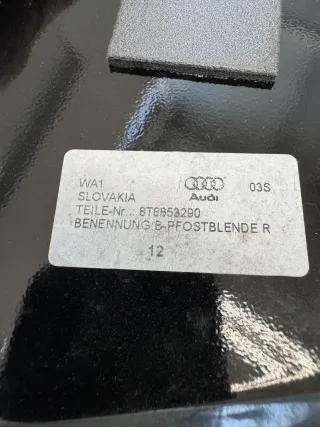 WA1
SLOVAKIA
Audi
03S
TEILE-Nr.: 8T8853290
BENENNUNG:B-PFOSTBLENDE R
12